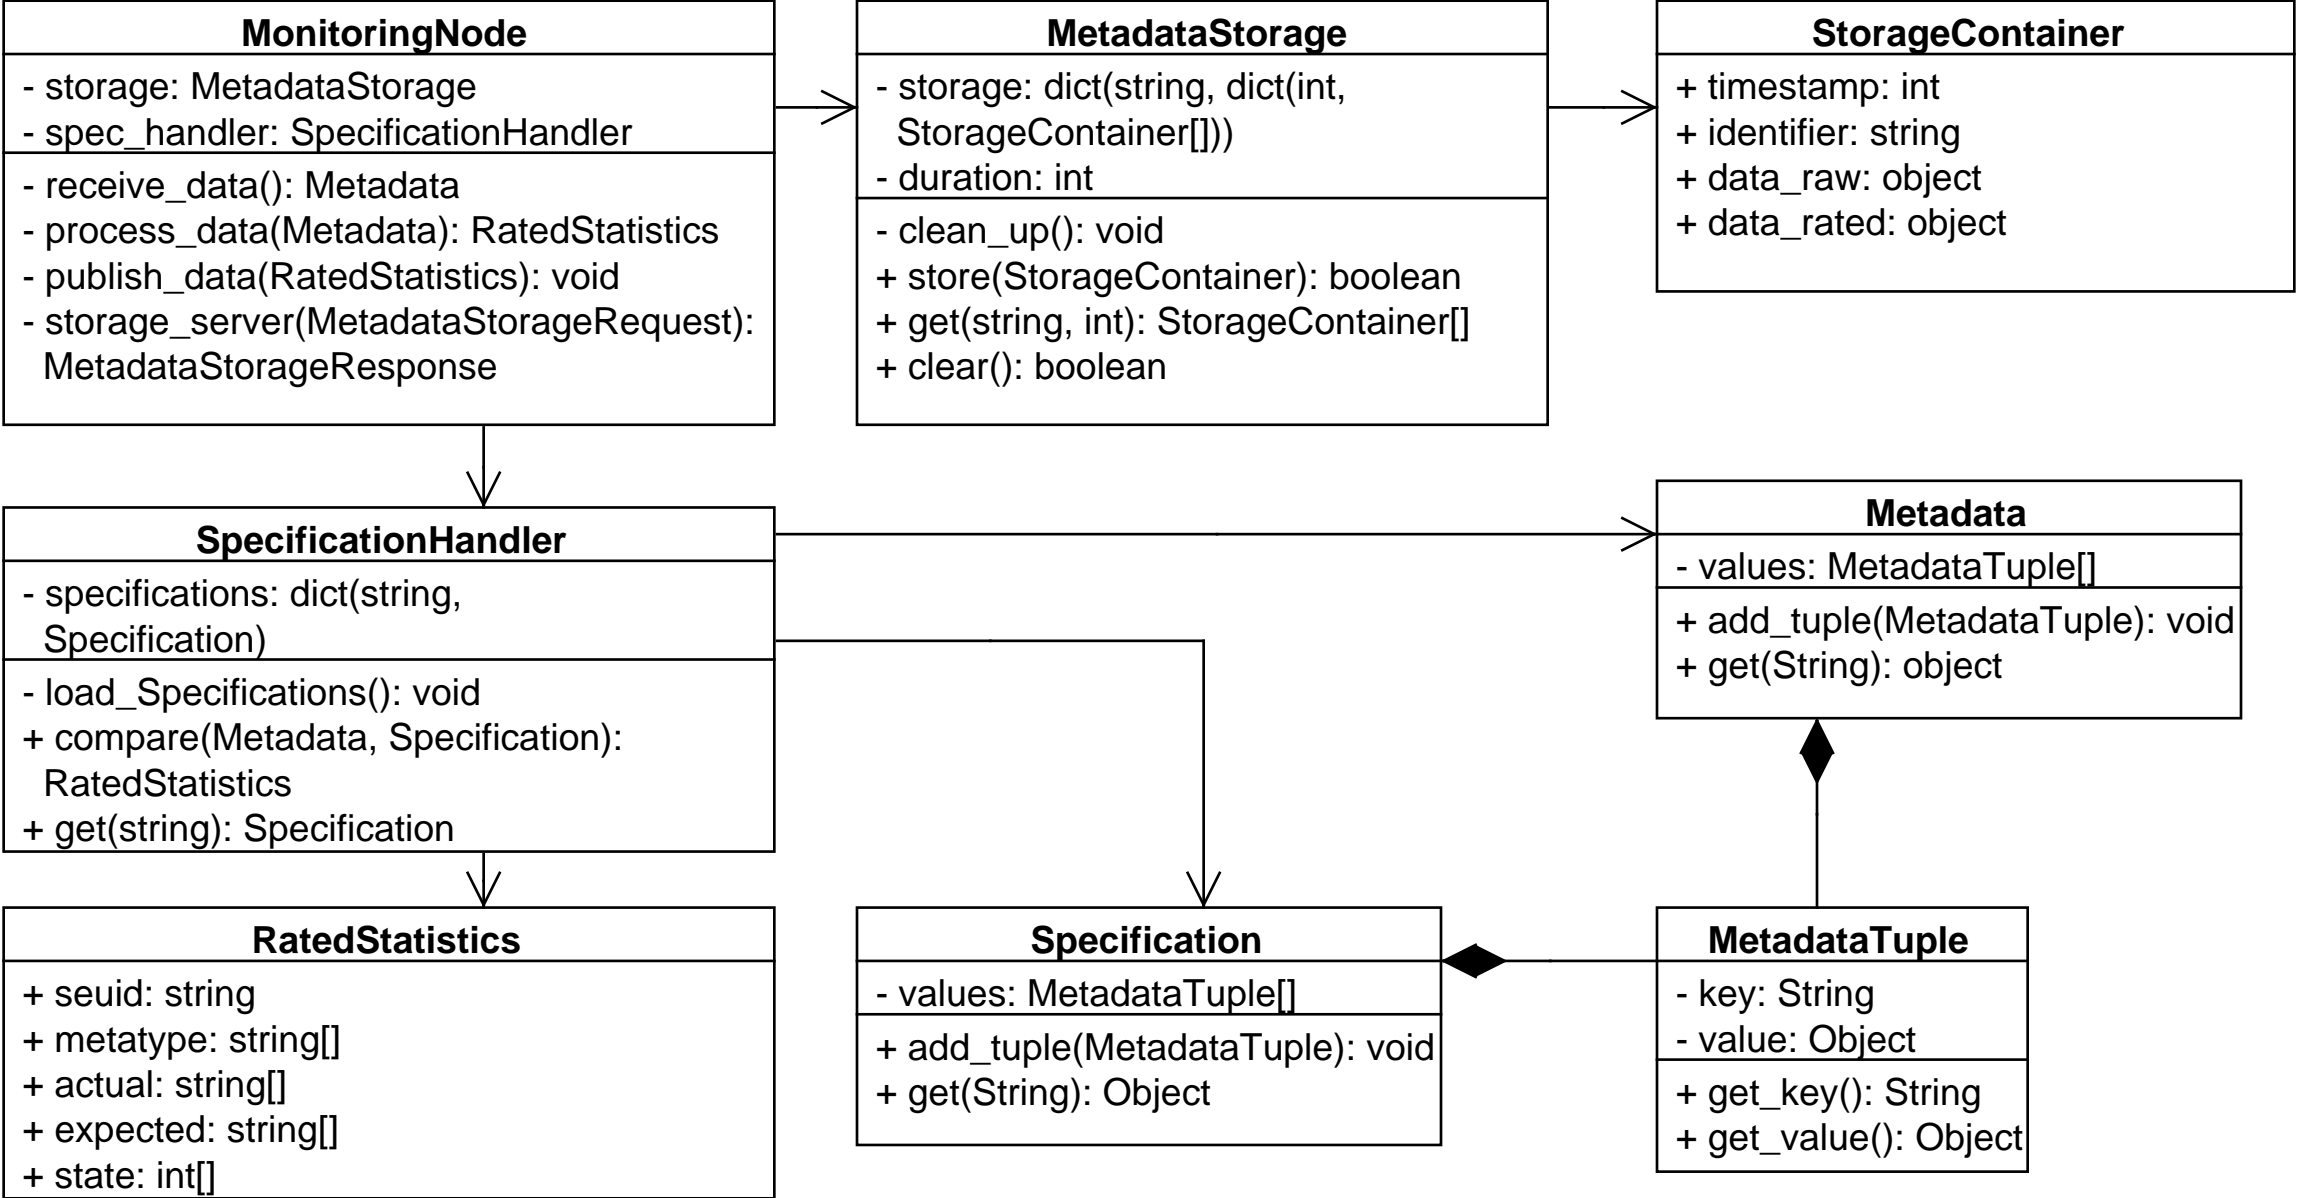 MonitoringNode
- storage: MetadataStorage
- spec_handler: SpecificationHandler
- receive_data(): Metadata
- process_data(Metadata): RatedStatistics
- publish_data(RatedStatistics): void
- storage_server(MetadataStorageRequest):
MetadataStorageResponse
MetadataStorage
- storage: dict(string, dict(int,
StorageContainer[]))
- duration: int
- clean_up(): void
+ store(StorageContainer): boolean
+ get(string, int): StorageContainer[]
+ clear(): boolean
StorageContainer
+ timestamp: int
+ identifier: string
+ data_raw: object
+ data_rated: object
SpecificationHandler
- specifications: dict(string,
Specification)
- load_Specifications(): void
+ compare(Metadata, Specification):
RatedStatistics
+ get(string): Specification
Metadata
- values: MetadataTuple[]
+ add_tuple(MetadataTuple): void
+ get(String): object
RatedStatistics
+ seuid: string
+ metatype: string[]
+ actual: string[]
+ expected: string[]
+ state: int[]
Specification
- values: MetadataTuple[]
+ add_tuple(MetadataTuple): void
+ get(String): Object
MetadataTuple
- key: String
- value: Object
+ get_key(): String
+ get_value(): Object